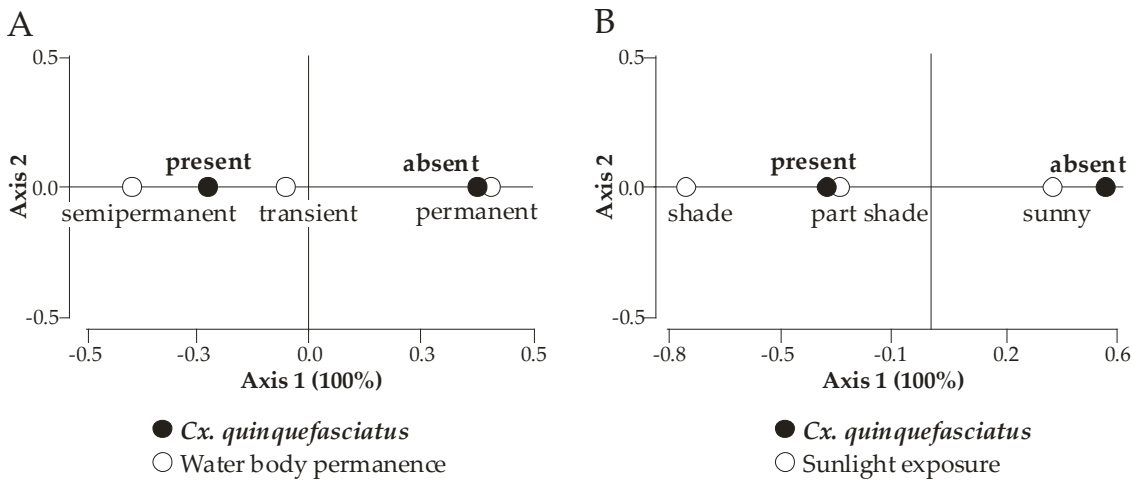 A
0.5
present
absent
Axis 2
0.0
semipermanent
transient
permanent
-0.5
-0.5
-0.3
0.0
0.3
0.5
Axis 1 (100%)
Cx. quinquefasciatus
Water body permanence
B
0.5
present
absent
Axis 2
0.0
shade
part shade
sunny
-0.5
-0.8
-0.5
-0.1
0.2
0.6
Axis 1 (100%)
Cx. quinquefasciatus
Sunlight exposure